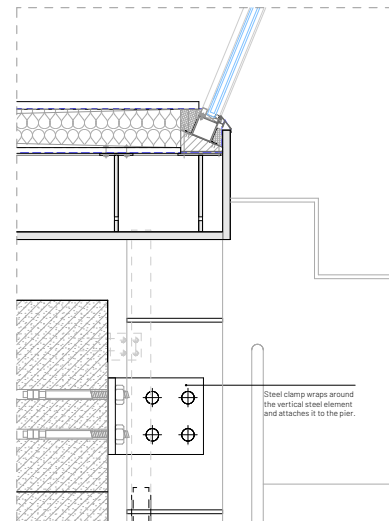 Steel clamp wraps around
the vertical steel element
and attaches it to the pier.